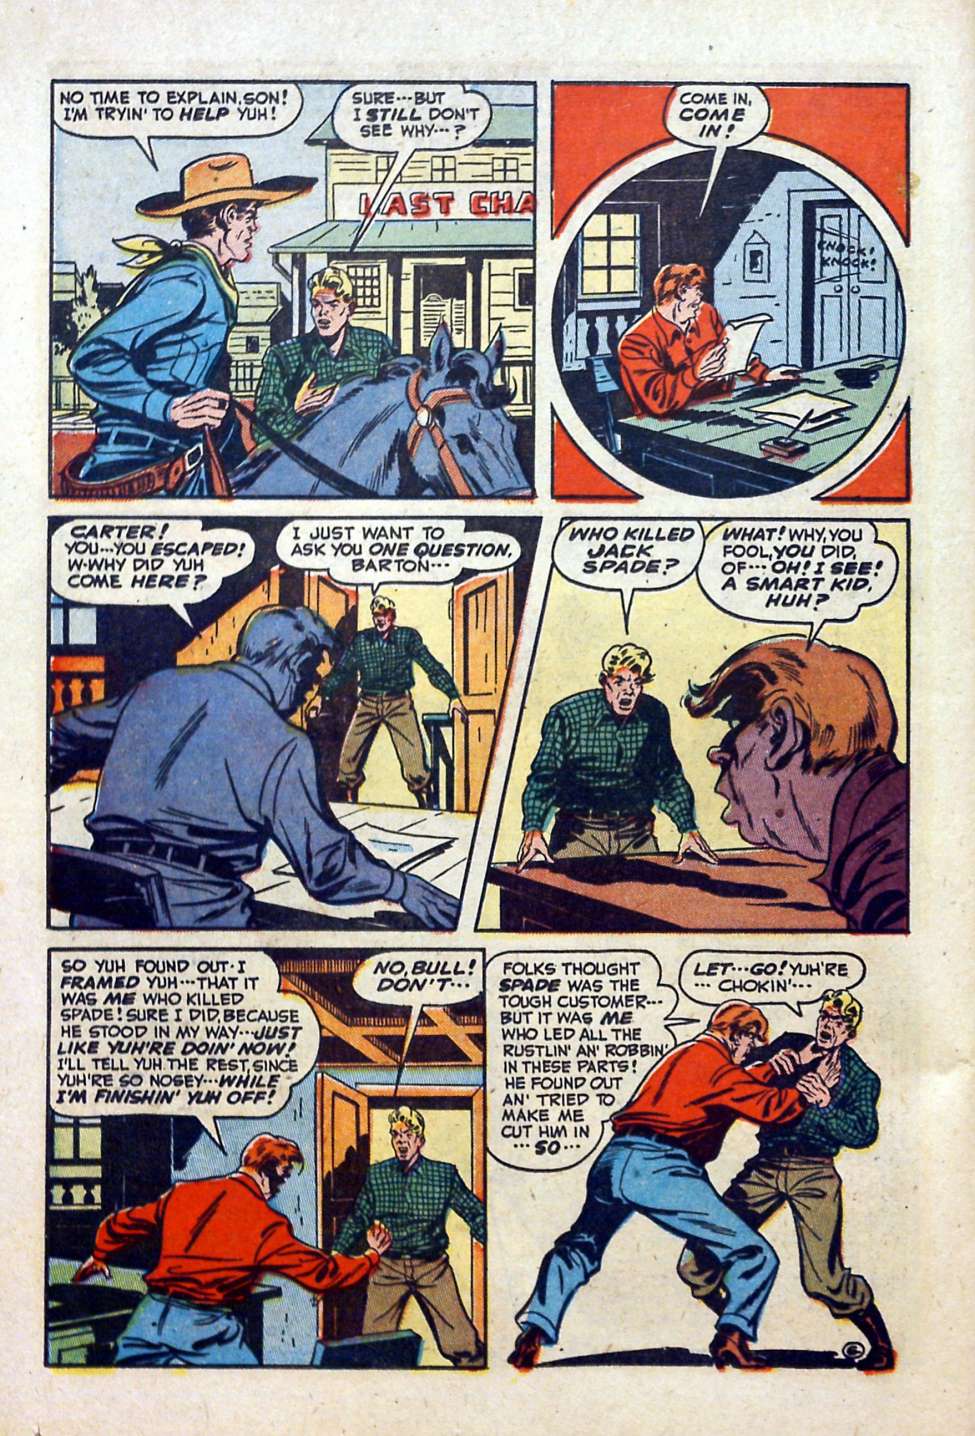 NO TIME TO EXPLAIN, SON!
I'M TRYIN' TO HELP YUH!
SURE--- BUT
I STILL DON'T
SEE WHY---?
LAST CHA
COME IN,
COME
IN!
KNOCK!
KNOCK!
CARTER!
YOU---YOU ESCAPED!
W-WHY DID YUH
COME HERE?
I JUST WANT TO
ASK YOU ONE QUESTION,
BARTON---
WHO KILLED
JACK
SPADE?
WHAT! WHY, YOU
FOOL, YOU DID,
OF--- OH! I SEE!
A SMART KID,
HUH?
SO YUH FOUND OUT-I
FRAMED YUH---THAT IT
WAS ME WHO KILLED
SPADE! SURE I DID, BECAUSE
HE STOOD IN MY WAY---JUST
LIKE YUH'RE DOIN' NOW!
I'LL TELL YUH THE REST, SINCE
YUH'RE SO NOSEY---WHILE
I'M FINISHIN' YUH OFF!
NO, BULL!
DON'T---
FOLKS THOUGHT
SPADE WAS THE
TOUGH CUSTOMER---
BUT IT WAS ME
WHO LED ALL THE
RUSTLIN' AN' ROBBIN'
IN THESE PARTS!
HE FOUND OUT
AN' TRIED TO
MAKE ME
CUT HIM IN
--- SO ---
LET---GO! YUH'RE
--- CHOKIN'---
6